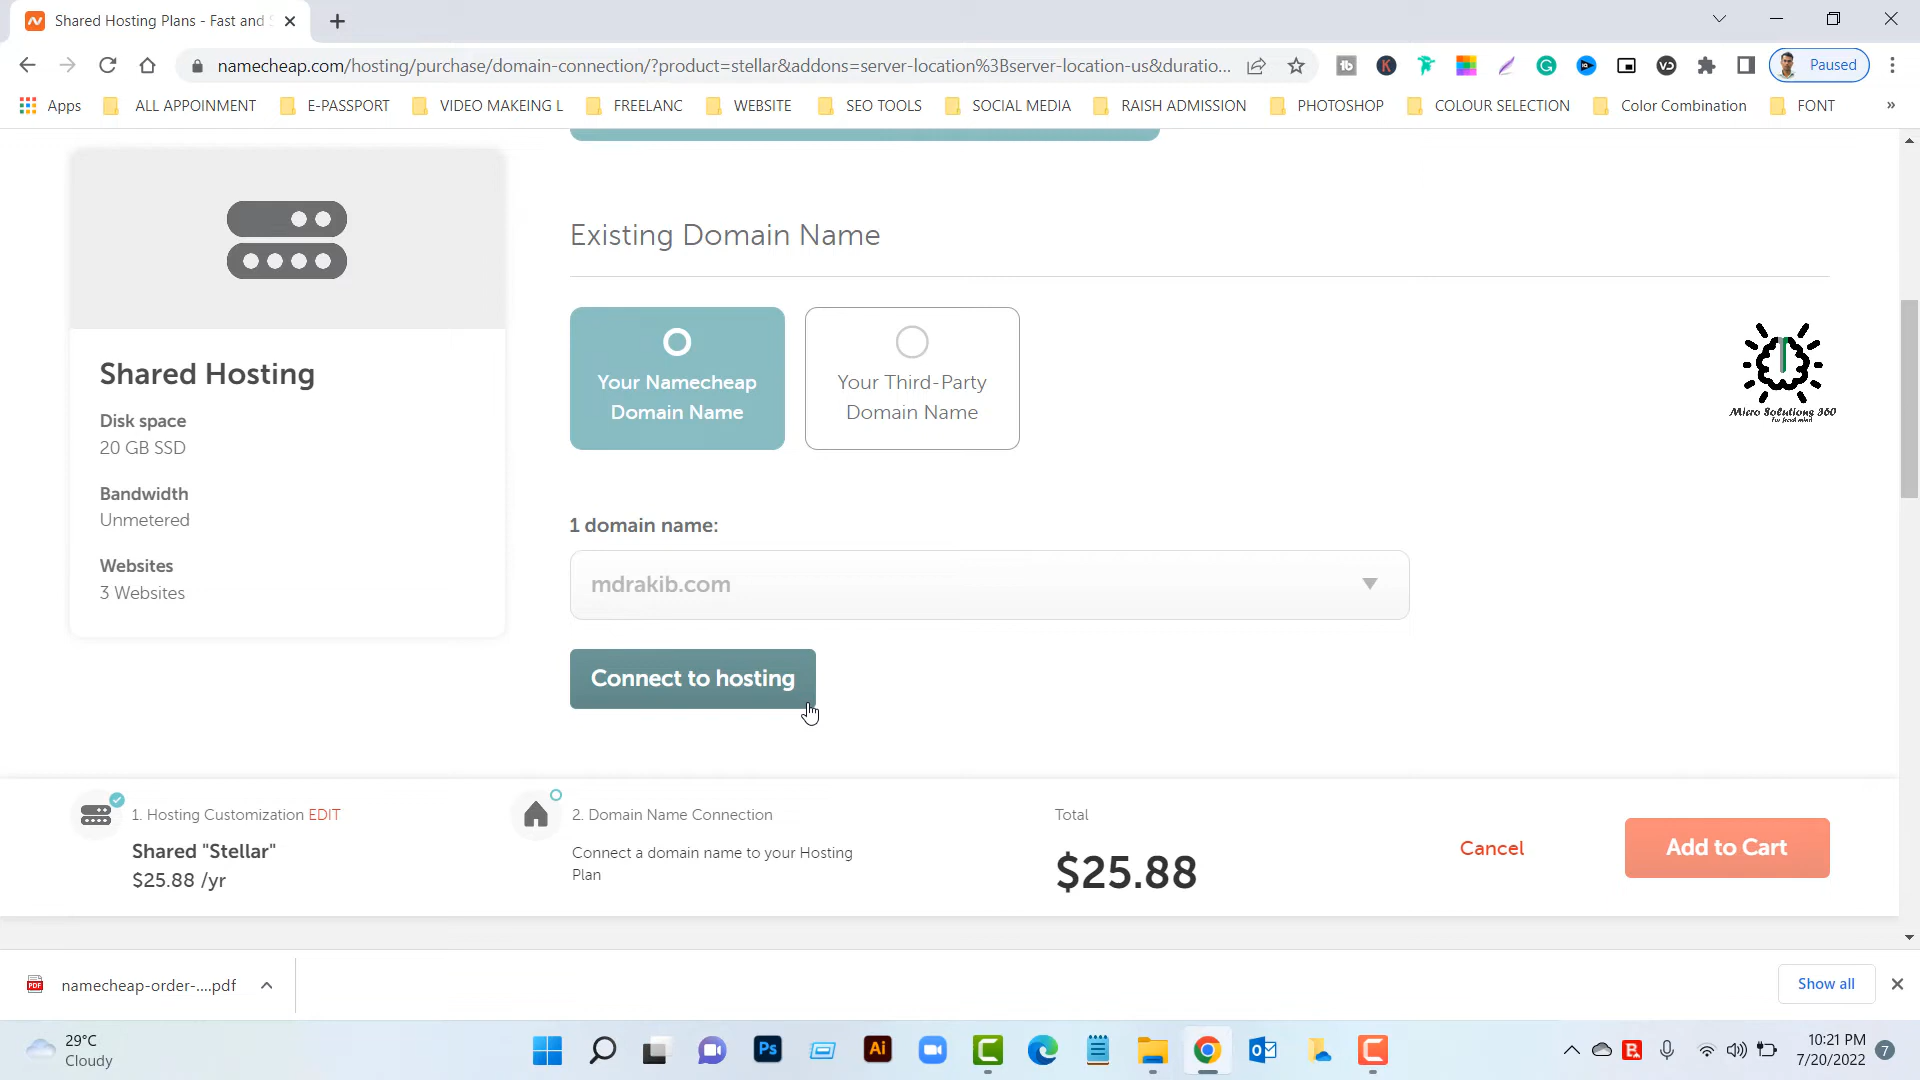 Shared Hosting Plans - Fast and S
namecheap.com/hosting/purchase/domain-connection/?product=stellar&addons=server-location%3Bserver-location-us&duratio...
Paused
Apps
ALL APPOINMENT
E-PASSPORT
VIDEO MAKEING L
FREELANC
WEBSITE
SEO TOOLS
SOCIAL MEDIA
RAISH ADMISSION
PHOTOSHOP
COLOUR SELECTION
Color Combination
FONT
»
Existing Domain Name
Your Namecheap
Domain Name
Your Third-Party
Domain Name
Micro Solutions 360
Shared Hosting
Disk space
20 GB SSD
Bandwidth
Unmetered
Websites
3 Websites
1 domain name:
mdrakib.com
Connect to hosting
1. Hosting Customization EDIT
Shared "Stellar"
$25.88 /yr
2. Domain Name Connection
Connect a domain name to your Hosting
Plan
Total
$25.88
Cancel
Add to Cart
namecheap-order-....pdf
Show all
29°C
Cloudy
10:21 PM
7/20/2022
7